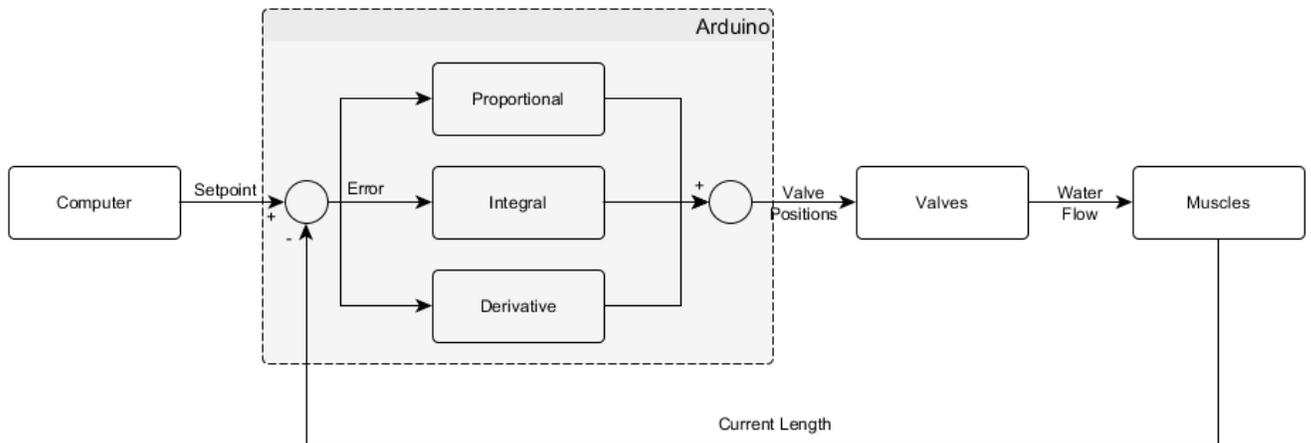 Arduino
Proportional
Computer
Setpoint
+
-
Error
Integral
+
Valve
Positions
Valves
Water
Flow
Muscles
Derivative
Current Length